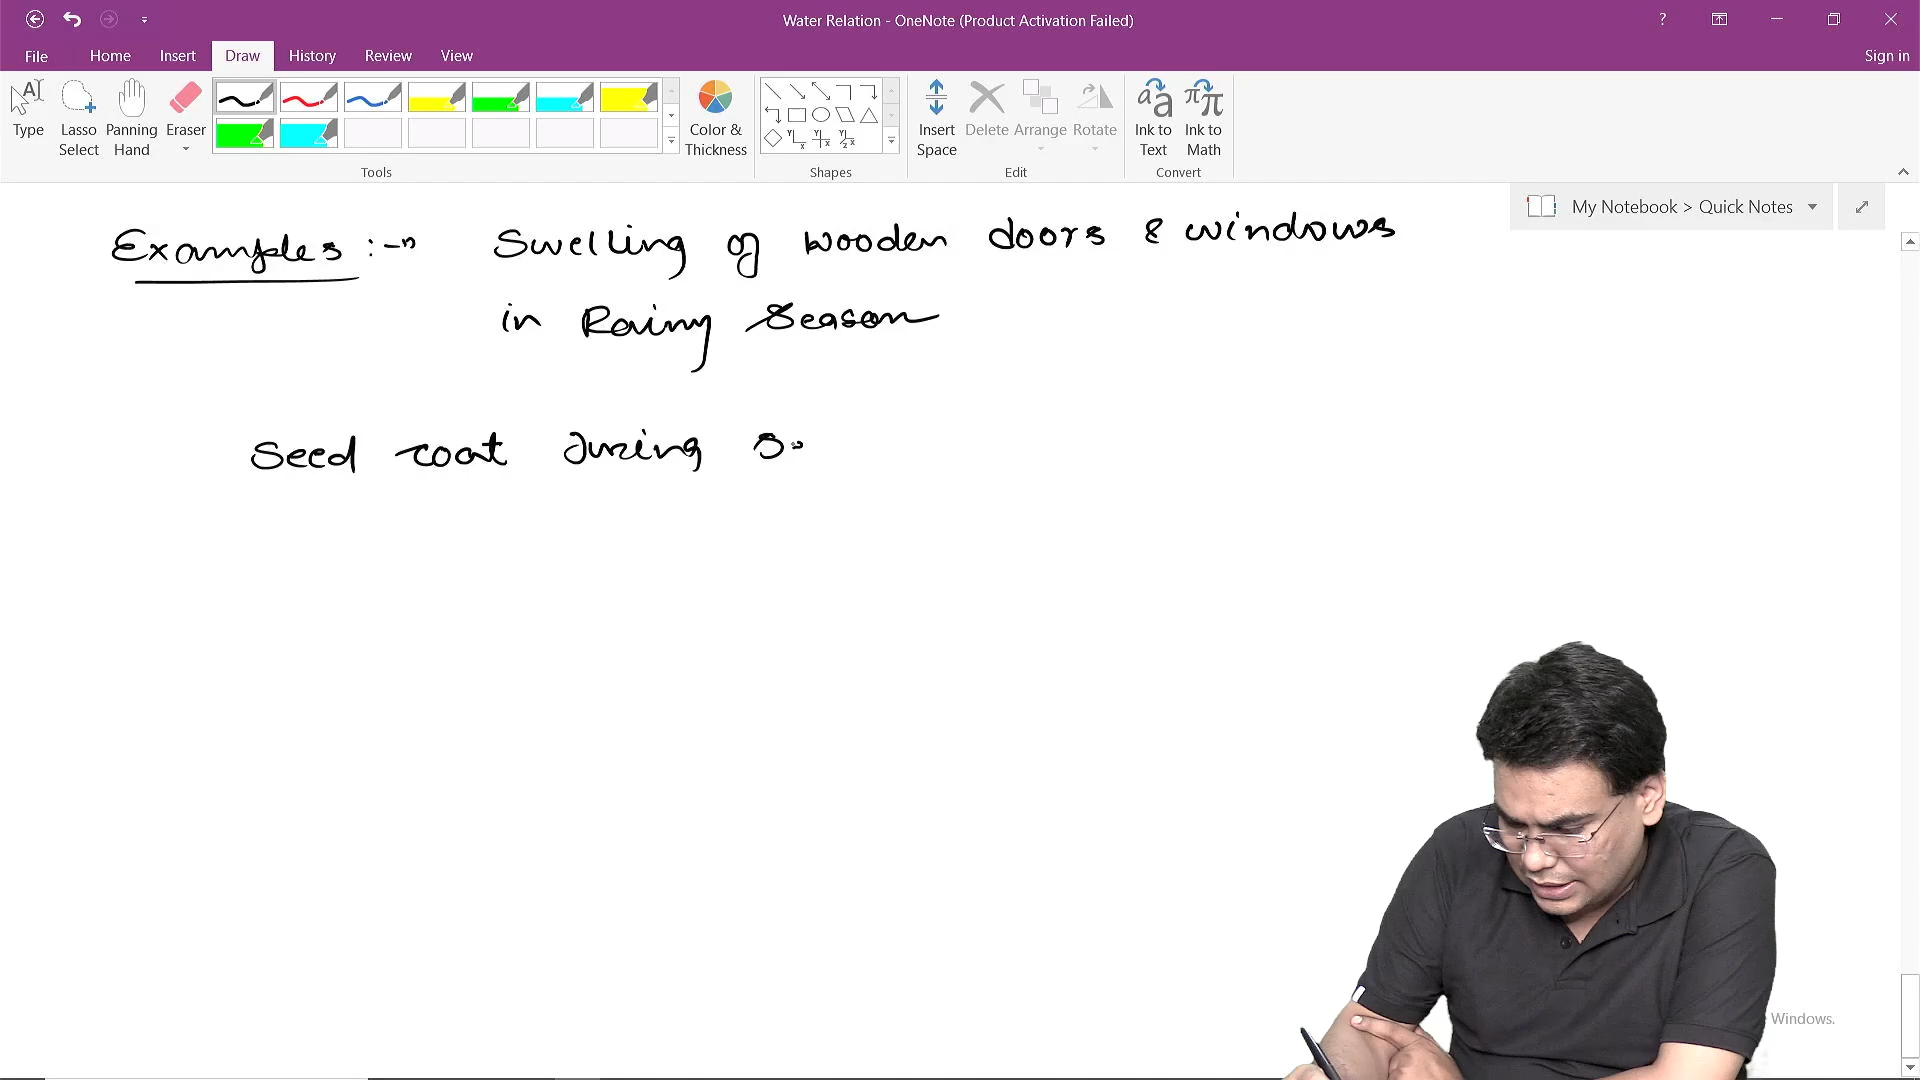 Water Relation - OneNote (Product Activation Failed)
?
File Home Insert Draw History Review View
Sign in
Type
Lasso Select
Panning Hand
Eraser
Color & Thickness
Insert Space
Delete
Arrange
Rotate
Ink to Text
Ink to Math
Tools
Shapes
Edit
Convert
My Notebook > Quick Notes
Examples :- Swelling of wooden doors & windows
in Rainy Season
Seed coat during
Windows.